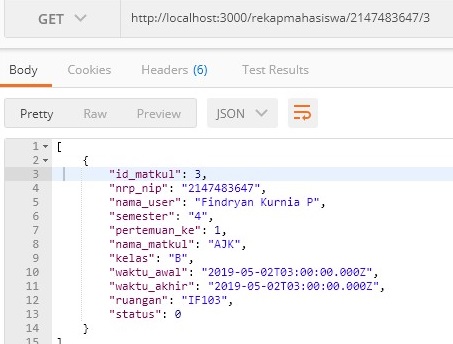 GET http://localhost:3000/rekapmahasiswa/2147483647/3
Body Cookies Headers (6) Test Results
Pretty Raw Preview JSON
1 [
2 {
3 "id_matkul": 3,
4 "nrp_nip": "2147483647",
5 "nama_user": "Findryan Kurnia P",
6 "semester": "4",
7 "pertemuan_ke": 1,
8 "nama_matkul": "AJK",
9 "kelas": "B",
10 "waktu_awal": "2019-05-02T03:00:00.000Z",
11 "waktu_akhir": "2019-05-02T03:00:00.000Z",
12 "ruangan": "IF103",
13 "status": 0
14 }
15 ]